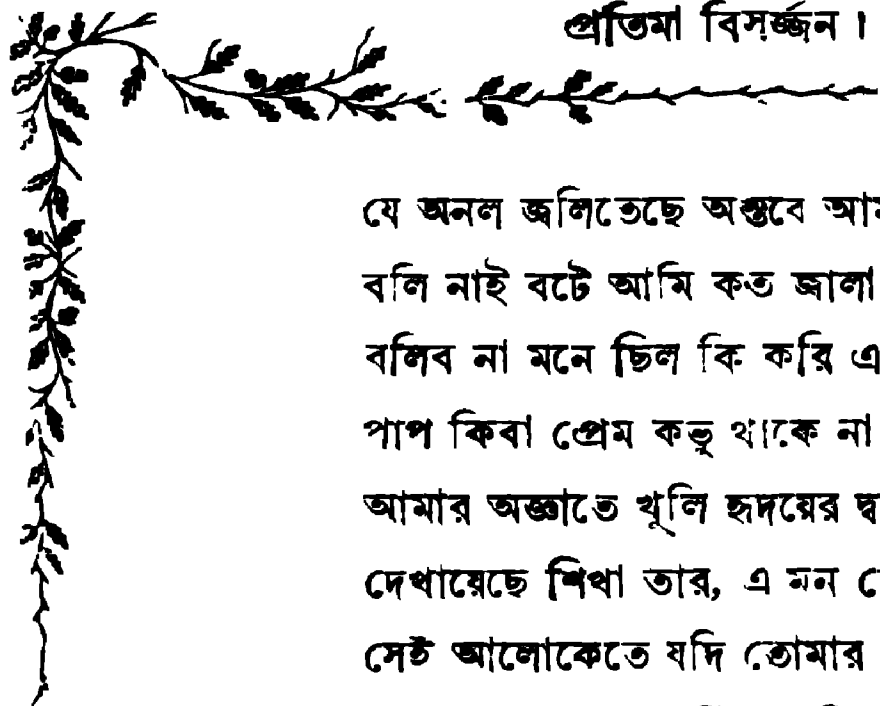 প্রতিমা বিসর্জ্জন ।
যে অনল জ্বলিতেছে অন্তবে
বলি নাই বটে আমি কত জ্বালা
বলিব না মনে ছিল কি করি
পাপ কিবা প্রেম কভু থাকে না
আমার অজ্ঞাতে খুলি হৃদয়ের
দেখায়েছে শিখা তার, এ মন
সেই আলোকেতে যদি তোমার